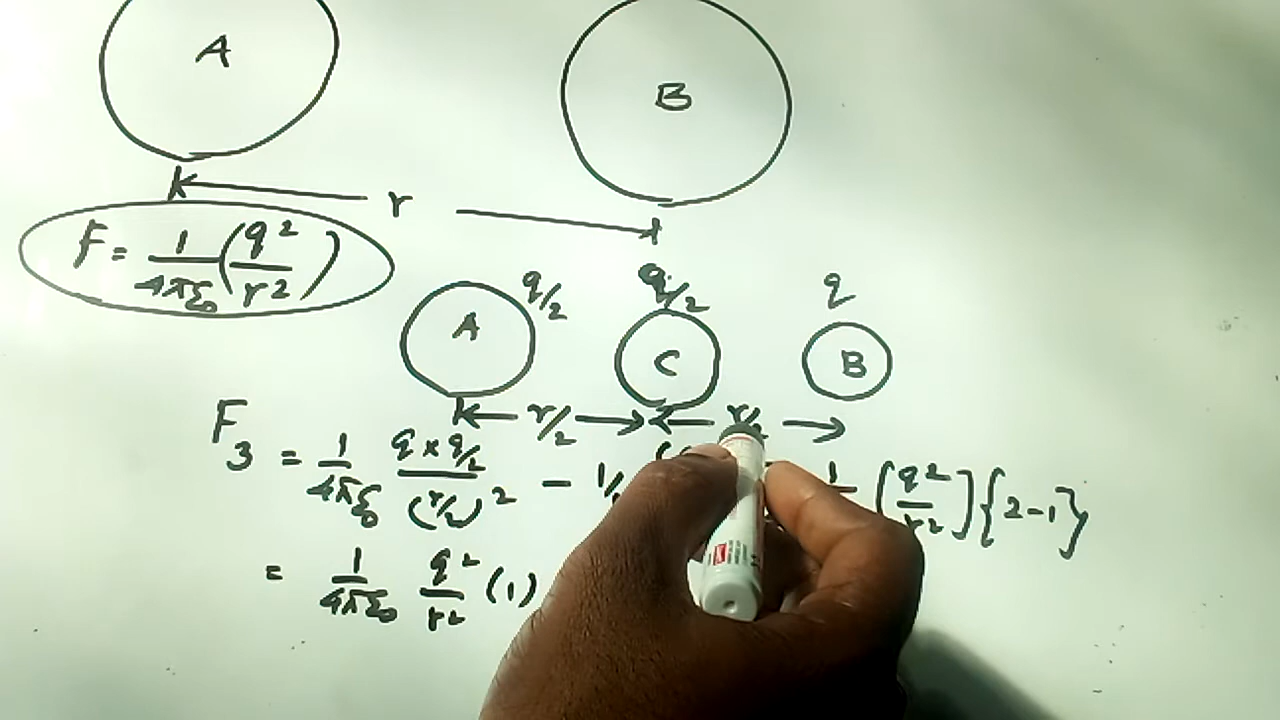 A
B
r
F = 1/4πε₀ (q²/r²)
q/2 q/2 q
A C B
r/2 r/2
F₃ = 1/4πε₀ q × q/2 / (r/2)² - 1/ [q²/r²] {2-1}
= 1/4πε₀ q²/r² (1)